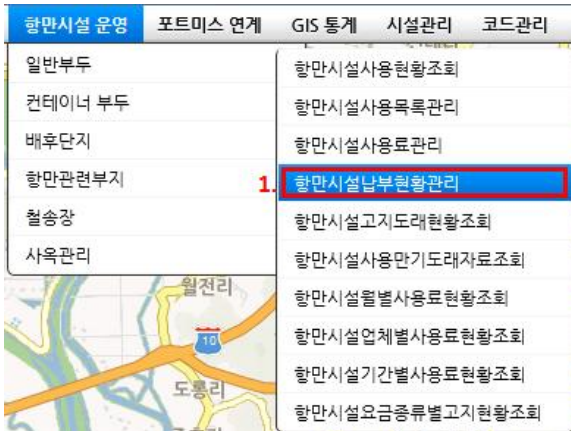 항만시설 운영 포트미스 연계 GIS 통계 시설관리 코드관리
일반부두
컨테이너 부두
배후단지
항만관련부지
철송장
사옥관리
항만시설사용현황조회
항만시설사용목록관리
항만시설사용료관리
1. 항만시설납부현황관리
항만시설고지도래현황조회
항만시설사용만기도래자료조회
항만시설월별사용료현황조회
항만시설업체별사용료현황조회
항만시설기간별사용료현황조회
항만시설요금종류별고지현황조회
월전리
10
도롱리